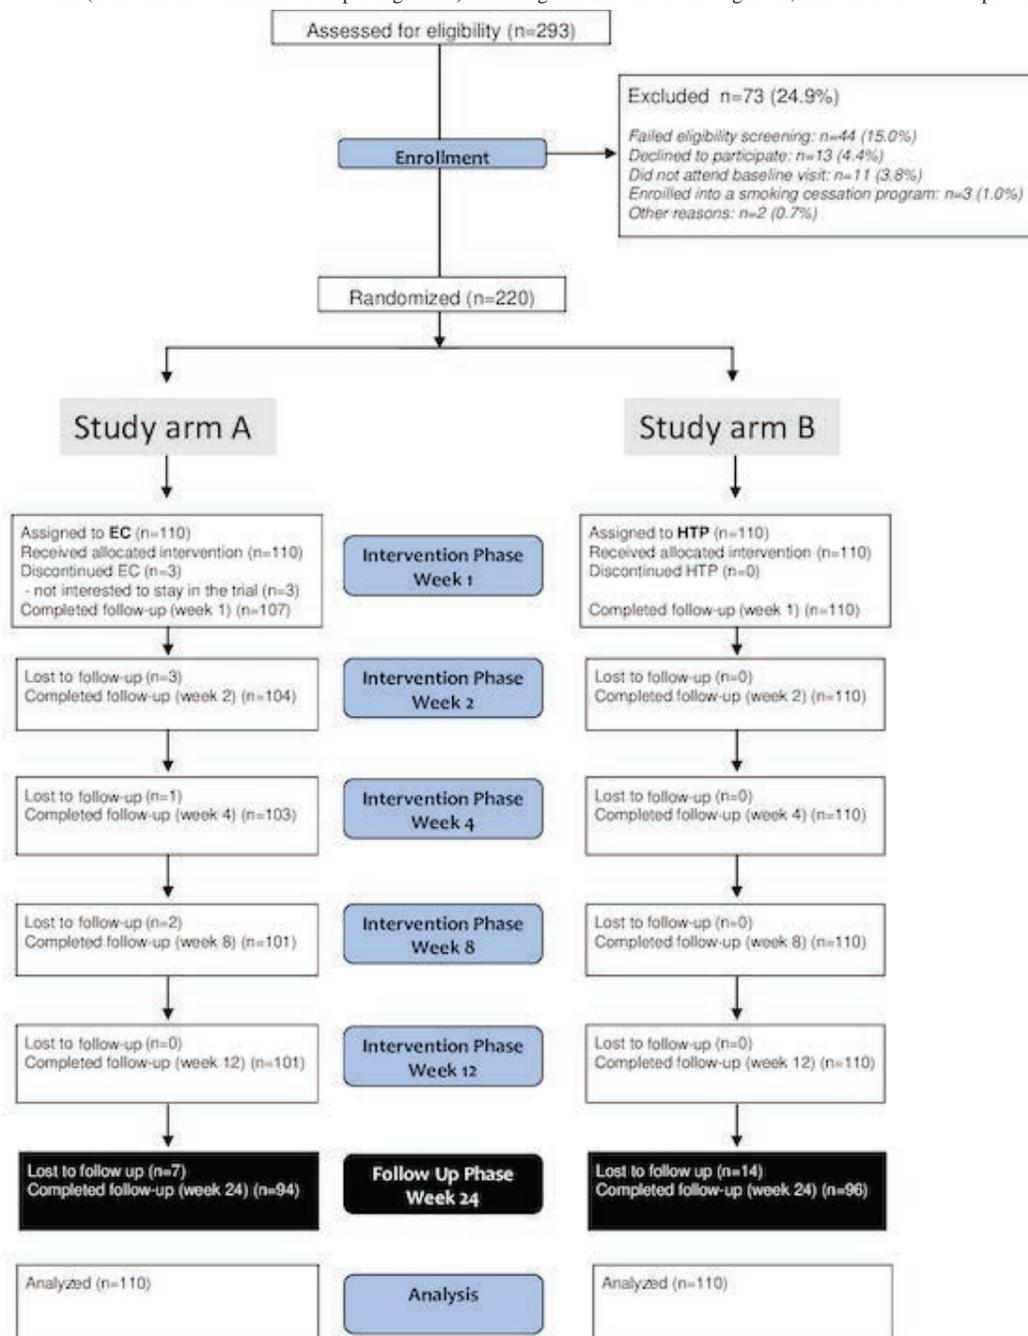 Assessed for eligibility (n=293)
Excluded n=73 (24.9%)
Failed eligibility screening: n=44 (15.0%)
Declined to participate: n=13 (4.4%)
Did not attend baseline visit: n=11 (3.8%)
Enroilled into a smoking cessation program: n=3 (1.0%)
Other reasons: n=2 (0.7%)
Enrollment
Randomized (n=220)
Study arm A
Study arm B
Assigned to EC (n=110)
Received allocated intervention (n=110)
Discontinued EC (n=3)
- not interested to stay in the trial (n=3)
Completed follow-up (week 1) (n=107)
Intervention Phase
Week 1
Assigned to HTP (n=110)
Received allocated intervention (n=110)
Discontinued HTP (n=0)
Completed follow-up (week 1) (n=110)
Lost to follow-up (n=3)
Completed follow-up (week 2) (n=104)
Intervention Phase
Week 2
Lost to follow-up (n=0)
Completed follow-up (week 2) (n=110)
Lost to follow-up (n=1)
Completed follow-up (week 4) (n=103)
Intervention Phase
Week 4
Lost to follow-up (n=0)
Completed follow-up (week 4) (n=110)
Lost to follow-up (n=2)
Completed follow-up (week 8) (n=101)
Intervention Phase
Week 8
Lost to follow-up (n=0)
Completed follow-up (week 8) (n=110)
Lost to follow-up (n=0)
Completed follow-up (week 12) (n=101)
Intervention Phase
Week 12
Lost to follow-up (n=0)
Completed follow-up (week 12) (n=110)
Lost to follow up (n=7)
Completed follow-up (week 24) (n=94)
Follow Up Phase
Week 24
Lost to follow up (n=14)
Completed follow-up (week 24) (n=96)
Analyzed (n=110)
Analysis
Analyzed (n=110)